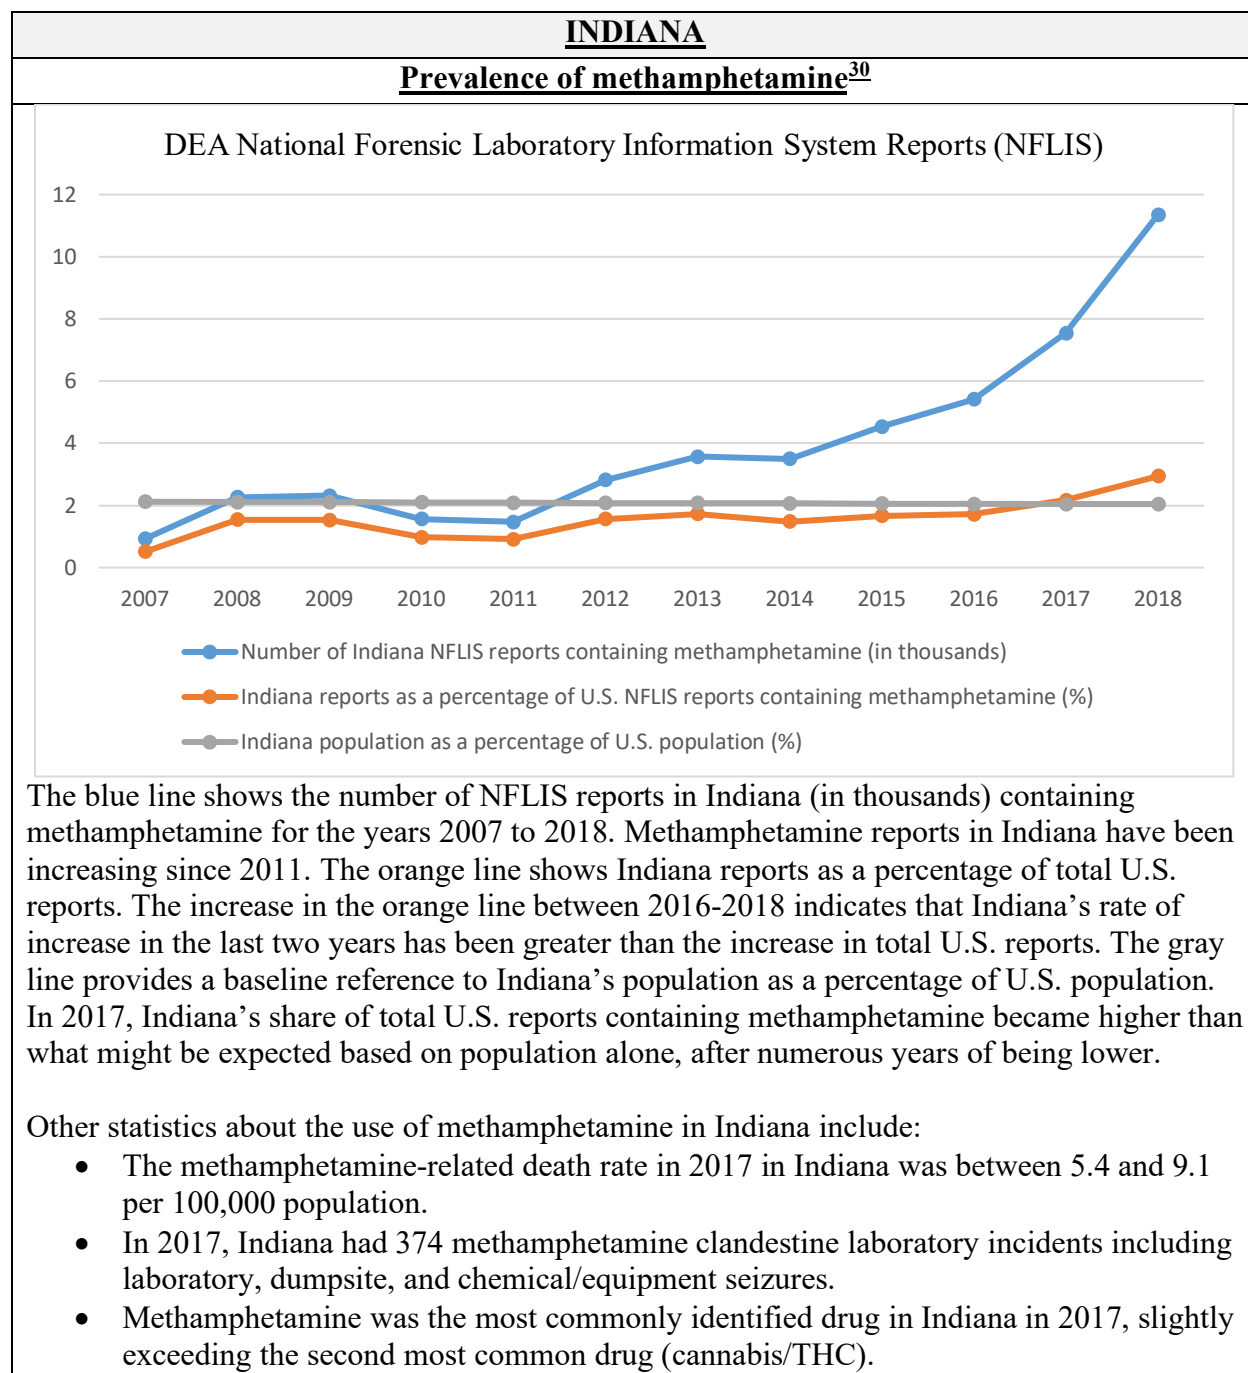 INDIANA
Prevalence of methamphetamine30
DEA National Forensic Laboratory Information System Reports (NFLIS)
12
10
8
6
4
2
0
2007 2008 2009 2010 2011 2012 2013 2014 2015 2016 2017 2018
Number of Indiana NFLIS reports containing methamphetamine (in thousands)
Indiana reports as a percentage of U.S. NFLIS reports containing methamphetamine (%)
Indiana population as a percentage of U.S. population (%)
The blue line shows the number of NFLIS reports in Indiana (in thousands) containing
methamphetamine for the years 2007 to 2018. Methamphetamine reports in Indiana have been
increasing since 2011. The orange line shows Indiana reports as a percentage of total U.S.
reports. The increase in the orange line between 2016-2018 indicates that Indiana’s rate of
increase in the last two years has been greater than the increase in total U.S. reports. The gray
line provides a baseline reference to Indiana’s population as a percentage of U.S. population.
In 2017, Indiana’s share of total U.S. reports containing methamphetamine became higher than
what might be expected based on population alone, after numerous years of being lower.
Other statistics about the use of methamphetamine in Indiana include:
• The methamphetamine-related death rate in 2017 in Indiana was between 5.4 and 9.1
per 100,000 population.
• In 2017, Indiana had 374 methamphetamine clandestine laboratory incidents including
laboratory, dumpsite, and chemical/equipment seizures.
• Methamphetamine was the most commonly identified drug in Indiana in 2017, slightly
exceeding the second most common drug (cannabis/THC).